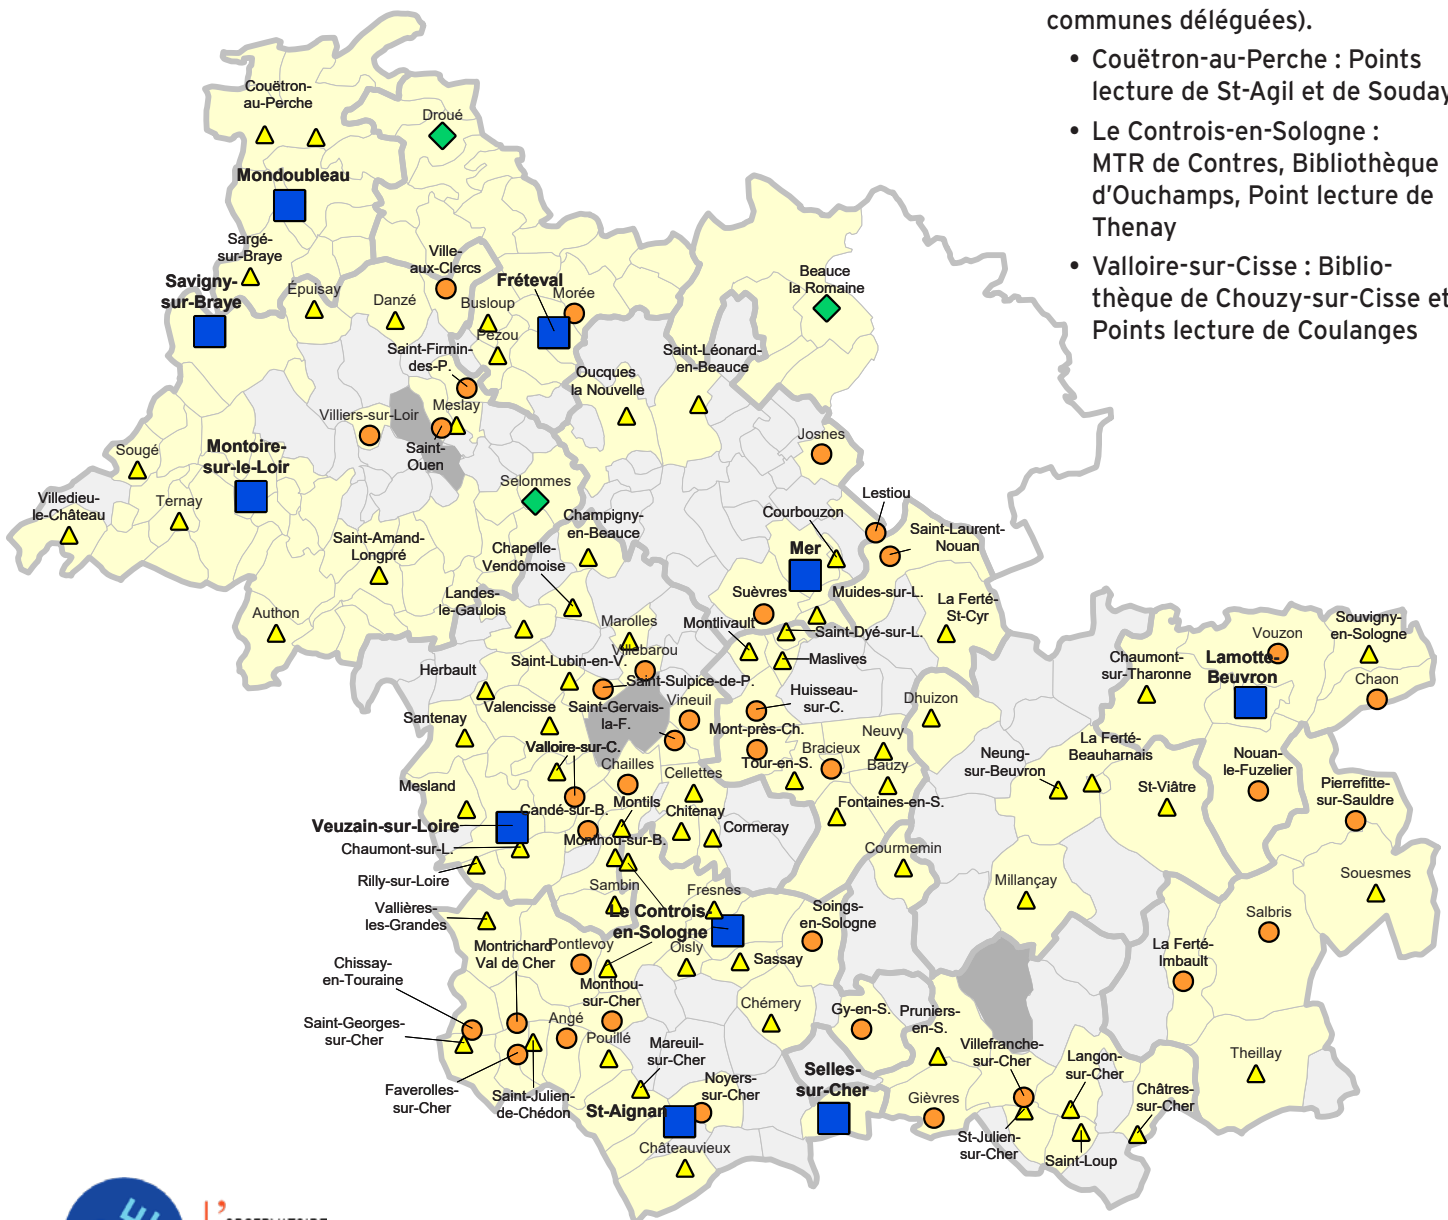 communes déléguées).
• Couëtron-au-Perche : Points
lecture de St-Agil et de Souday
• Le Controis-en-Sologne :
MTR de Contres, Bibliothèque
d'Ouchamps, Point lecture de
Thenay
• Valloire-sur-Cisse : Biblio-
thèque de Chouzy-sur-Cisse et
Points lecture de Coulanges
Couëtron-
au-Perche
Droué
Mondoubleau
Sargé-
sur-Braye
Savigny-
sur-Braye
Épuisay
Danzé
Ville-
aux-Clercs
Busloup
Fréteval
Morée
Pezou
Saint-Firmin-
des-P.
Beauce
la Romaine
Oucques
la Nouvelle
Saint-Léonard-
en-Beauce
Villiers-sur-Loir
Meslay
Saint-
Ouen
Josnes
Sougé
Montoire-
sur-le-Loir
Villedieu-
le-Château
Ternay
Selommes
Lestiou
Courbouzon
Saint-Laurent-
Nouan
Champigny-
en-Beauce
Saint-Amand-
Longpré
Chapelle-
Vendômoise
Mer
Landes-
le-Gaulois
Suèvres
Muides-sur-L.
La Ferté-
St-Cyr
Authon
Marolles
Montlivault
Saint-Dyé-sur-L.
Maslives
Villebarou
Vouzon
Souvigny-
en-Sologne
Herbault
Saint-Lubin-en-V.
Saint-Sulpice-de-P.
Chaumont-
sur-Tharonne
Lamotte-
Beuvron
Chaon
Santenay
Valencisse
Saint-Gervais-
la-F.
Vineuil
Huisseau-
sur-C.
Dhuizon
Valloire-sur-C.
Mont-près-Ch.
Neuvy
Bracieux
La Ferté-
Beauharnais
Neung-
sur-Beuvron
Nouan-
le-Fuzelier
Mesland
Chailles
Cellettes
Tour-en-S.
Bauzy
St-Viâtre
Pierrefitte-
sur-Sauldre
Candé-sur-B.
Montils
Chitenay
Fontaines-en-S.
Veuzain-sur-Loire
Cormeray
Chaumont-sur-L.
Monthou-sur-B.
Courmemin
Rilly-sur-Loire
Sambin
Fresnes
Millançay
Souesmes
Vallières-
les-Grandes
Le Controis-
en-Sologne
Soings-
en-Sologne
Salbris
Montrichard
Val de Cher
Pontlevoy
Oisly
Sassay
La Ferté-
Imbault
Chissay-
en-Touraine
Monthou-
sur-Cher
Chémery
Gy-en-S.
Pruniers-
en-S.
Saint-Georges-
sur-Cher
Angé
Pouillé
Mareuil-
sur-Cher
Villefranche-
sur-Cher
Langon-
sur-Cher
Theillay
Faverolles-
sur-Cher
Saint-Julien-
de-Chédon
Noyers-
sur-Cher
Selles-
sur-Cher
Gièvres
Châtres-
sur-Cher
St-Aignan
St-Julien-
sur-Cher
Saint-Loup
Châteauvieux
L'